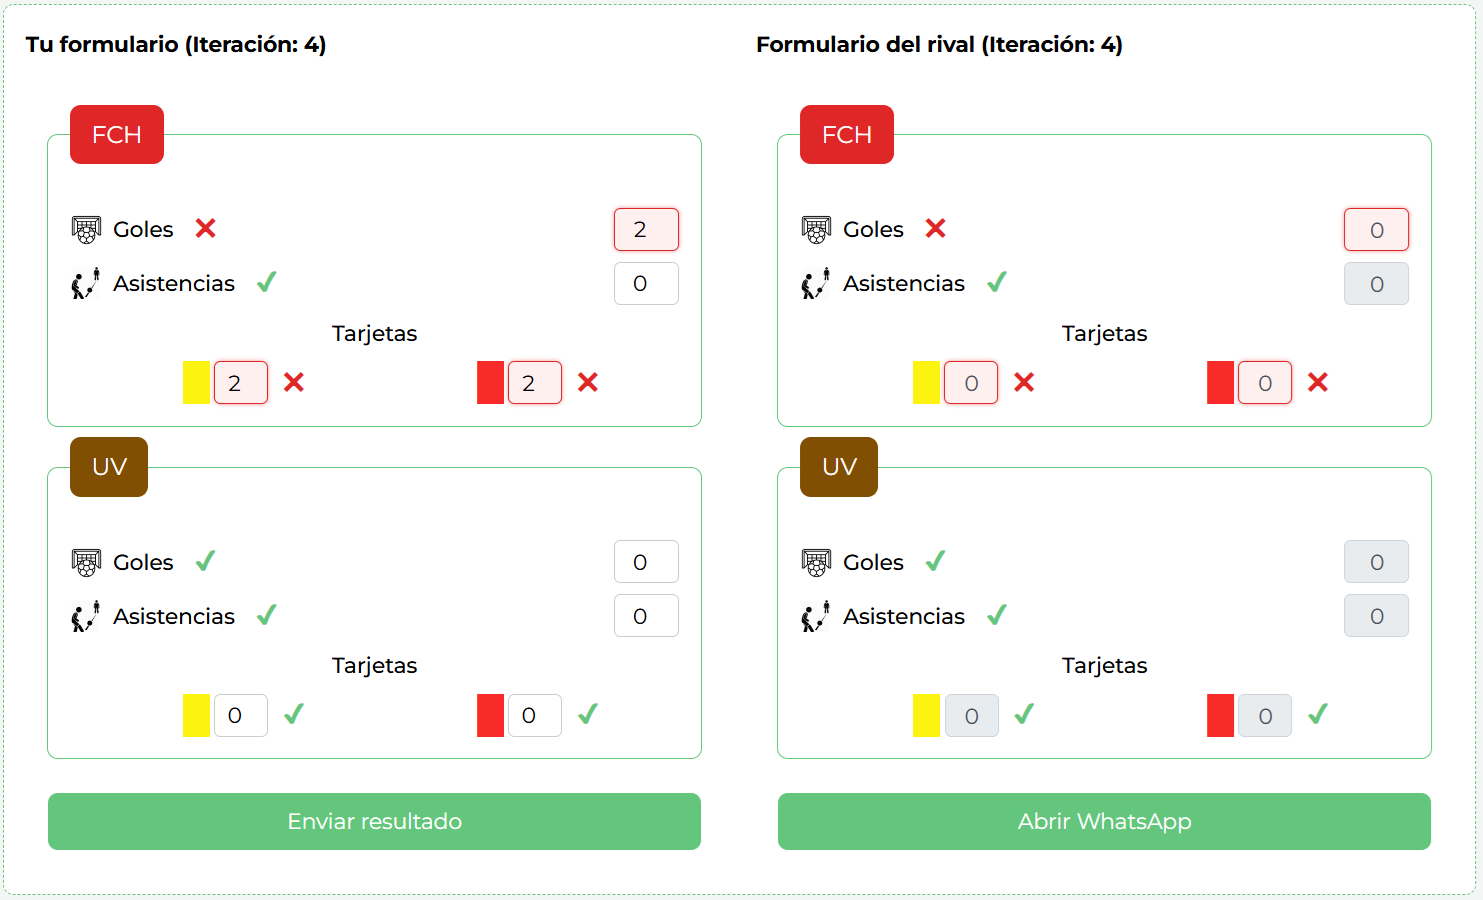 Tu formulario (Iteración: 4)
FCH
Goles 2
Asistencias 0
Tarjetas
2 2
UV
Goles 0
Asistencias 0
Tarjetas
0 0
Enviar resultado
Formulario del rival (Iteración: 4)
FCH
Goles 0
Asistencias 0
Tarjetas
0 0
UV
Goles 0
Asistencias 0
Tarjetas
0 0
Abrir WhatsApp